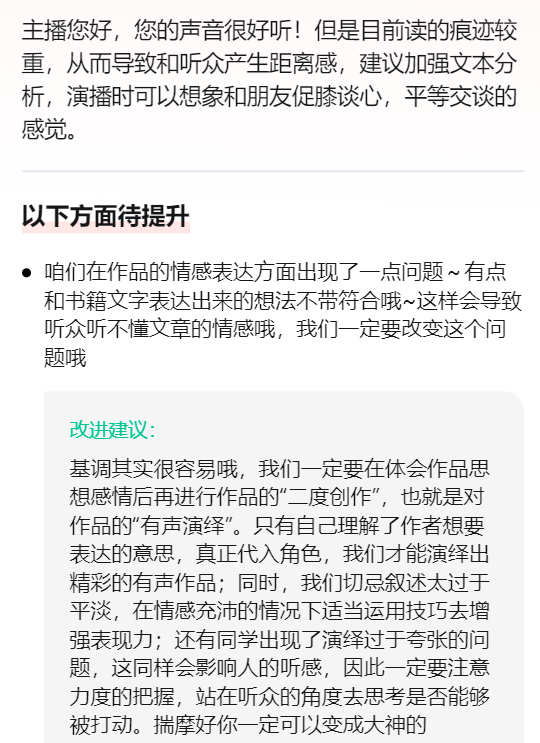 主播您好，您的声音很好听！但是目前读的痕迹较
重，从而导致和听众产生距离感，建议加强文本分
析，演播时可以想象和朋友促膝谈心，平等交谈的
感觉。
以下方面待提升
● 咱们在作品的情感表达方面出现了一点问题～有点
和书籍文字表达出来的想法不带符合哦~这样会导致
听众听不懂文章的情感哦，我们一定要改变这个问
题哦
改进建议：
基调其实很容易哦，我们一定要在体会作品思
想感情后再进行作品的“二度创作”，也就是对
作品的“有声演绎”。只有自己理解了作者想要
表达的意思，真正代入角色，我们才能演绎出
精彩的有声作品；同时，我们切忌叙述太过于
平淡，在情感充沛的情况下适当运用技巧去增
强表现力；还有同学出现了演绎过于夸张的问
题，这同样会影响人的听感，因此一定要注意
力度的把握，站在听众的角度去思考是否能够
被打动。揣摩好你一定可以变成大神的